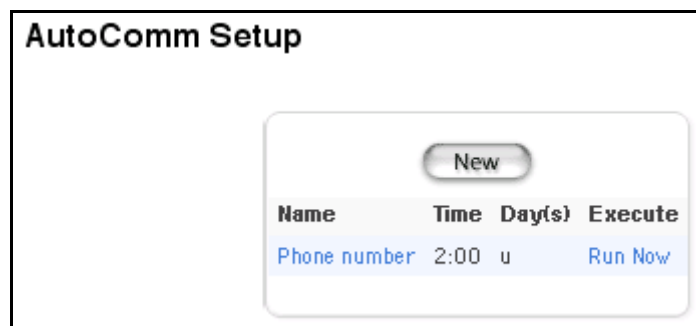 AutoComm Setup
New
Name Time Day(s) Execute
Phone number 2:00 u Run Now